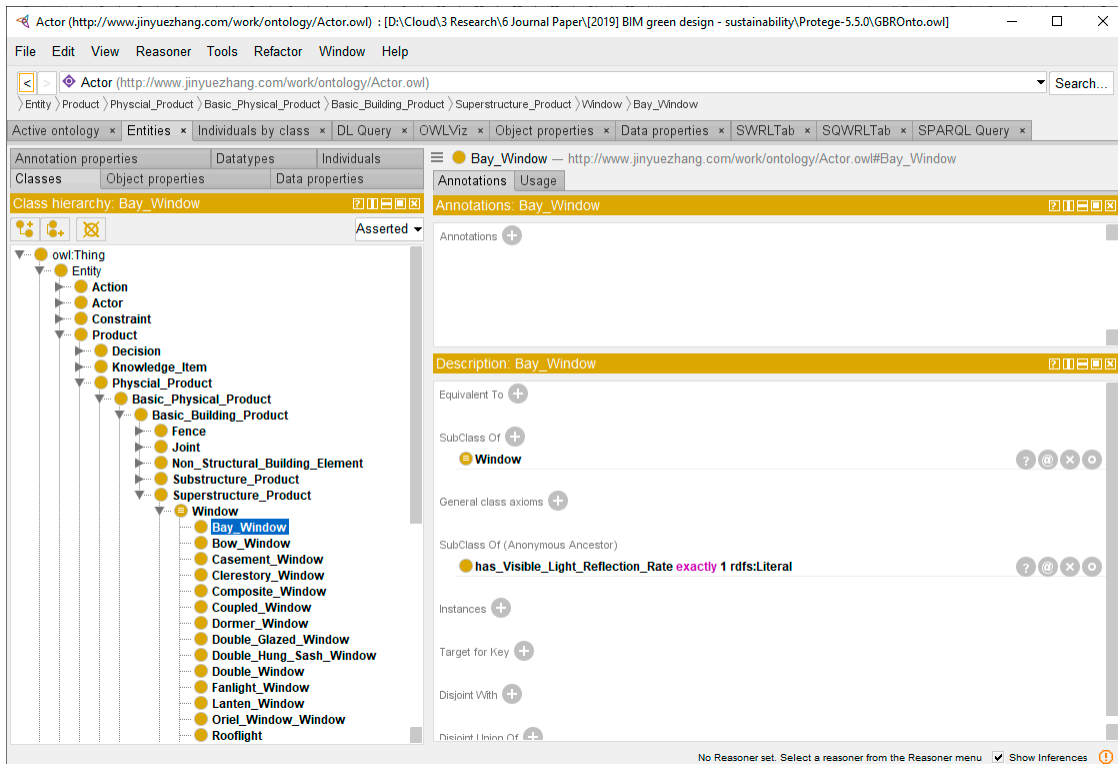 Actor (http://www.jinyuezhang.com/work/ontology/Actor.owl) : [D:\Cloud\3 Research\6 Journal Paper\[2019] BIM green design - sustainability\Protege-5.5.0\GBROnto.owl]
File Edit View Reasoner Tools Refactor Window Help
< > Actor (http://www.jinyuezhang.com/work/ontology/Actor.owl) Search...
Entity Product Physcial_Product Basic_Physical_Product Basic_Building_Product Superstructure_Product Window Bay_Window
Active ontology × Entities × Individuals by class × DL Query × OWLViz × Object properties × Data properties × SWRLTab × SQWRLTab × SPARQL Query ×
Annotation properties Datatypes Individuals
Classes Object properties Data properties
Class hierarchy: Bay_Window
Asserted
owl:Thing
Entity
Action
Actor
Constraint
Product
Decision
Knowledge_Item
Physcial_Product
Basic_Physical_Product
Basic_Building_Product
Fence
Joint
Non_Structural_Building_Element
Substructure_Product
Superstructure_Product
Window
Bay_Window
Bow_Window
Casement_Window
Clerestory_Window
Composite_Window
Coupled_Window
Dormer_Window
Double_Glazed_Window
Double_Hung_Sash_Window
Double_Window
Fanlight_Window
Lanten_Window
Oriel_Window_Window
Rooflight
Bay_Window — http://www.jinyuezhang.com/work/ontology/Actor.owl#Bay_Window
Annotations Usage
Annotations: Bay_Window
Annotations
Description: Bay_Window
Equivalent To
SubClass Of
Window
General class axioms
SubClass Of (Anonymous Ancestor)
has_Visible_Light_Reflection_Rate exactly 1 rdfs:Literal
Instances
Target for Key
Disjoint With
Disjoint Union Of
No Reasoner set. Select a reasoner from the Reasoner menu Show Inferences